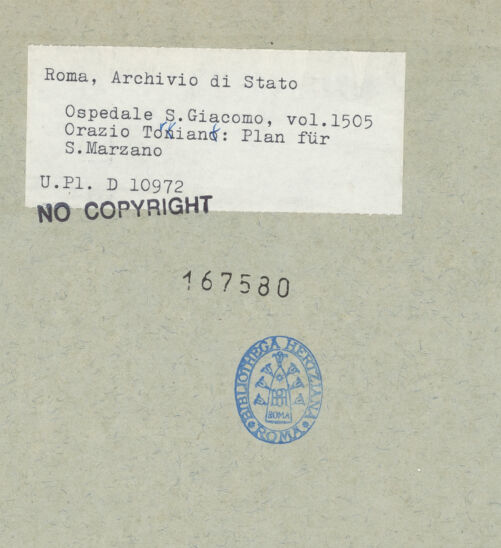 Roma, Archivio di Stato
Ospedale S.Giacomo, vol.1505
Orazio Torriani: Plan für
S.Marzano
U.Pl. D 10972
NO COPYRIGHT
167580
BIBLIOTHECA HERTZIANA
ROMA
ROMA